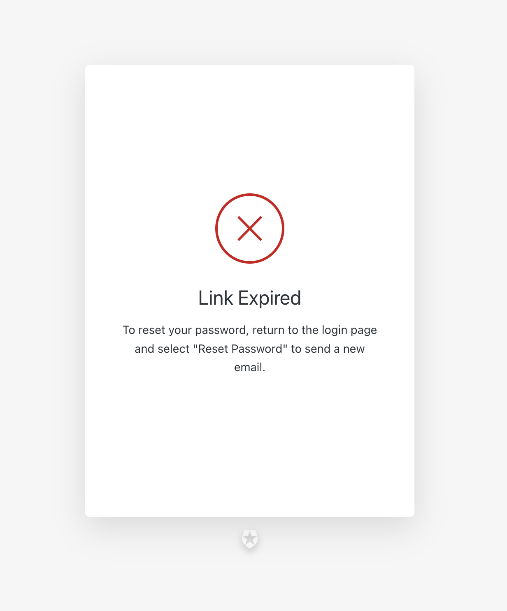 Link Expired
To reset your password, return to the login page
and select "Reset Password" to send a new
email.